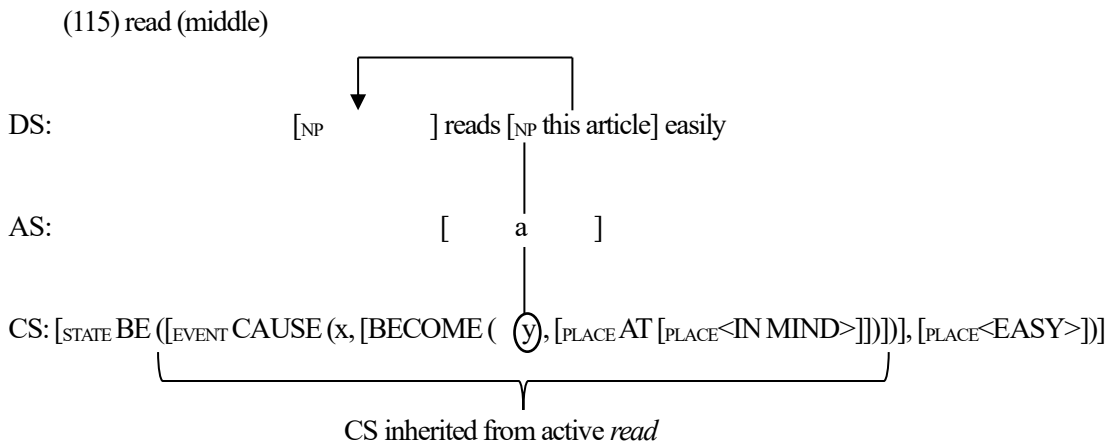 (115) read (middle)
DS: [NP ] reads [NP this article] easily
AS: [ a ]
CS: [STATE BE ([EVENT CAUSE (x, [BECOME ( y, [PLACE AT [PLACE<IN MIND>]])])], [PLACE<EASY>])]
CS inherited from active read